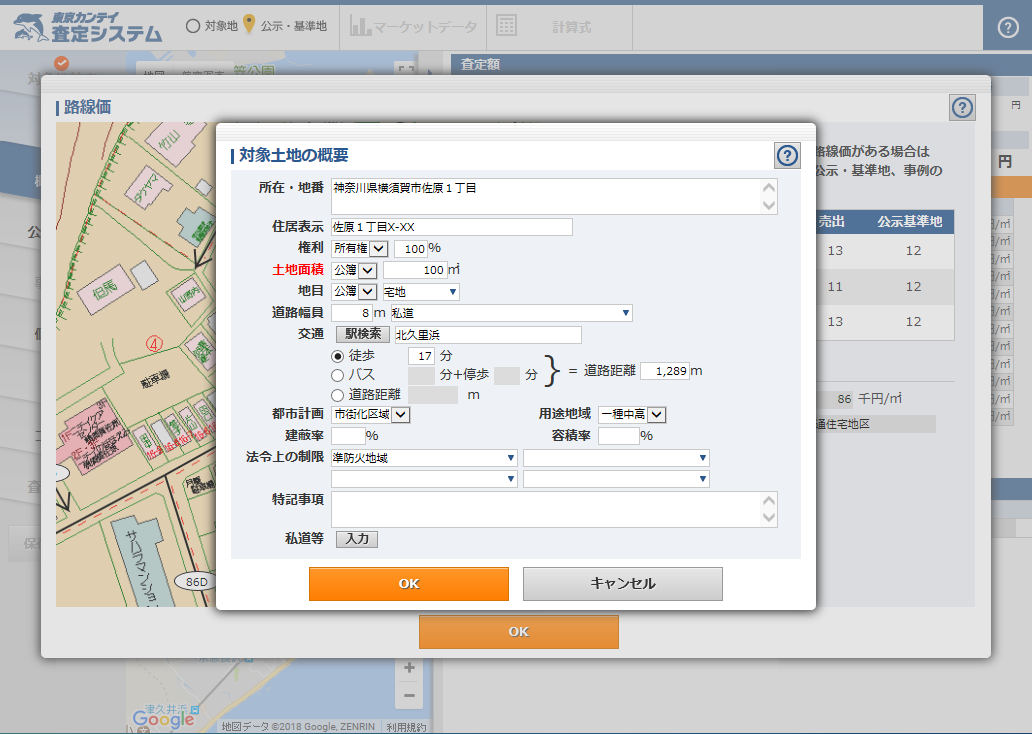 東京カンテイ
査定システム
対象地
公示・基準地
マーケットデータ
計算式
?
査定額
円
路線価
?
竹山
タケヤマ
但馬
4
駐車場
86D
路線価がある場合は
公示・基準地、事例の
円
売出 公示基準地
13 12
11 12
13 12
86 千円/㎡
通住宅地区
対象土地の概要
?
所在・地番 神奈川県横須賀市佐原１丁目
住居表示 佐原１丁目X-XX
権利 所有権 100 %
土地面積 公簿 100 ㎡
地目 公簿 宅地
道路幅員 8 m 私道
交通 駅検索 北久里浜
徒歩 17 分
バス 分+停歩 分 } = 道路距離 1,289 m
道路距離 m
都市計画 市街化区域 用途地域 一種中高
建蔽率 % 容積率 %
法令上の制限 準防火地域
特記事項
私道等 入力
OK キャンセル
OK
+
−
津久井浜
Google
地図データ ©2018 Google, ZENRIN 利用規約